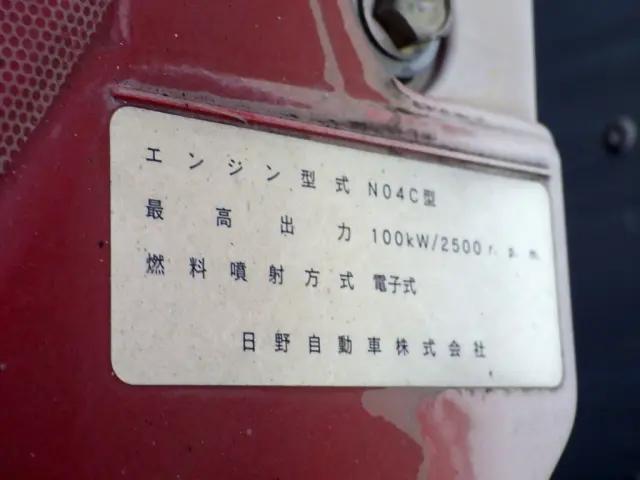 エンジン型式 N04C型
最高出力 100kW/2500r.p.m.
燃料噴射方式 電子式
日野自動車株式会社